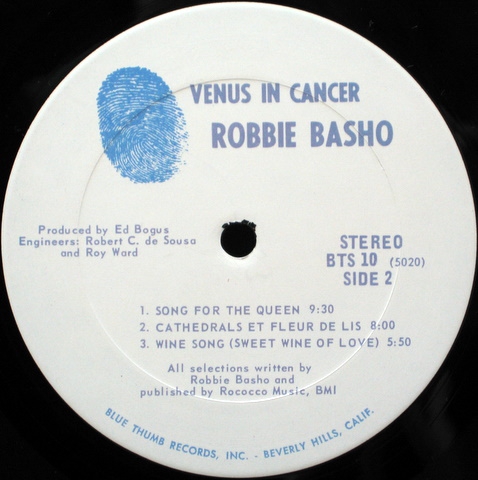 VENUS IN CANCER
ROBBIE BASHO
Produced by Ed Bogus
Engineers: Robert C. de Sousa
and Roy Ward
STEREO
BTS 10 (5020)
SIDE 2
1. SONG FOR THE QUEEN 9:30
2. CATHEDRALS ET FLEUR DE LIS 8:00
3. WINE SONG (SWEET WINE OF LOVE) 5:50
All selections written by
Robbie Basho and
published by Rococco Music, BMI
BLUE THUMB RECORDS, INC. - BEVERLY HILLS, CALIF.